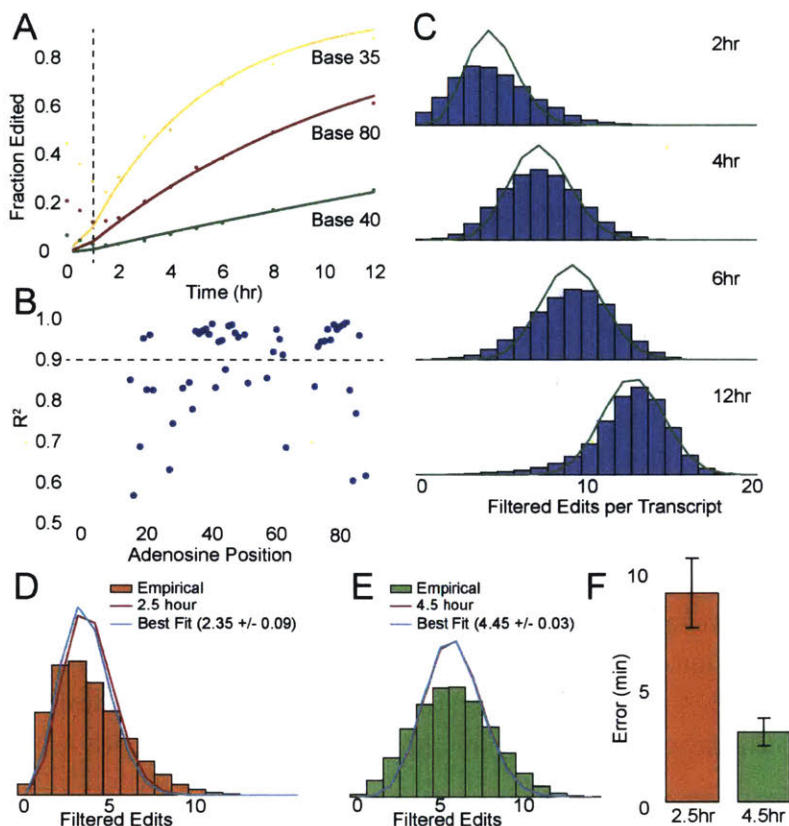 A
0.8
0.6
0.4
0.2
0
Fraction Edited
Base 35
Base 80
Base 40
0 2 4 6 8 10 12
Time (hr)
B
1.0
0.9
0.8
0.7
0.6
0.5
R²
0 20 40 60 80
Adenosine Position
C
2hr
4hr
6hr
12hr
0 10 20
Filtered Edits per Transcript
D
Empirical
2.5 hour
Best Fit (2.35 +/- 0.09)
0 5 10
Filtered Edits
E
Empirical
4.5 hour
Best Fit (4.45 +/- 0.03)
0 5 10
Filtered Edits
F
10
5
0
Error (min)
2.5hr 4.5hr